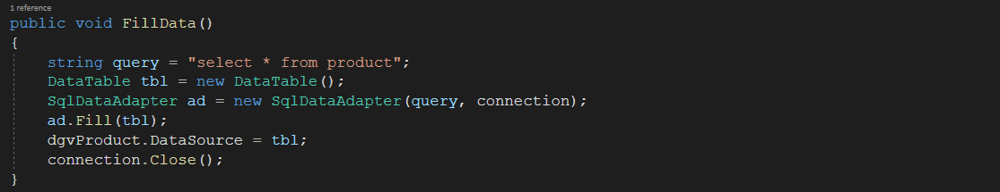 1 reference
public void FillData()
{
string query = "select * from product";
DataTable tbl = new DataTable();
SqlDataAdapter ad = new SqlDataAdapter(query, connection);
ad.Fill(tbl);
dgvProduct.DataSource = tbl;
connection.Close();
}